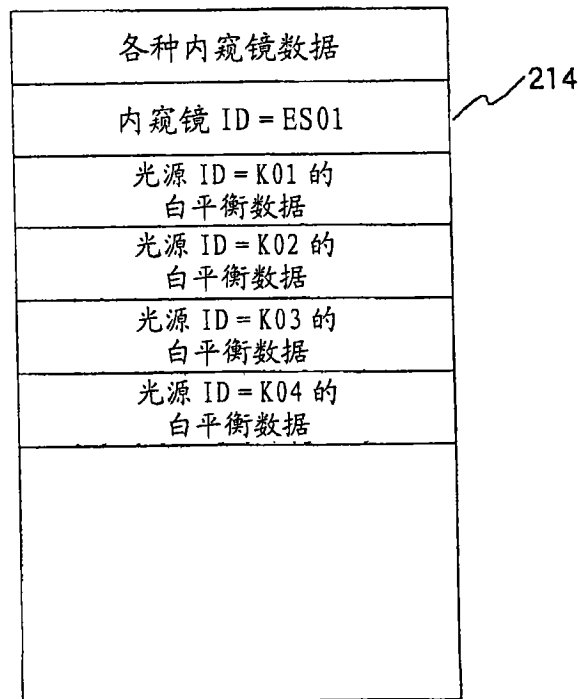 各种内窥镜数据
214
内窥镜 ID = ES01
光源 ID = K01 的
白平衡数据
光源 ID = K02 的
白平衡数据
光源 ID = K03 的
白平衡数据
光源 ID = K04 的
白平衡数据